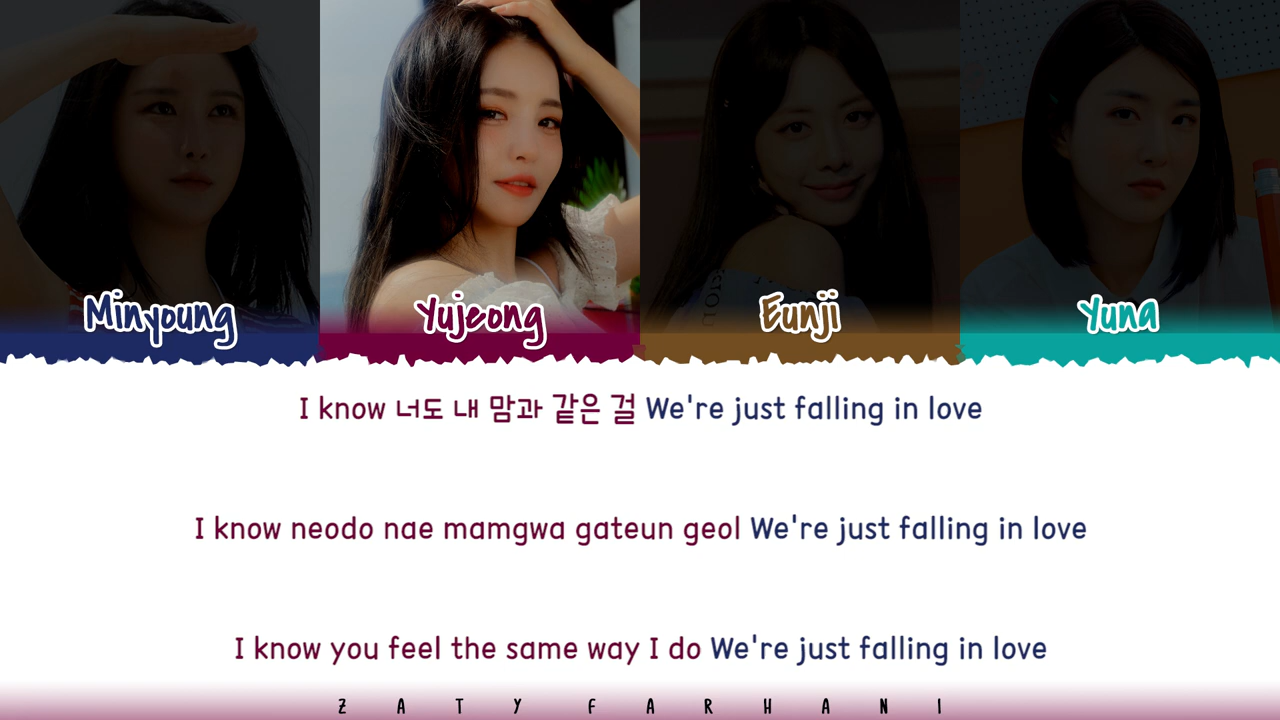 Minyoung Yujeong Eunji Yuna
I know 너도 내 맘과 같은 걸 We're just falling in love
I know neodo nae mamgwa gateun geol We're just falling in love
I know you feel the same way I do We're just falling in love
ZATY FARHANI